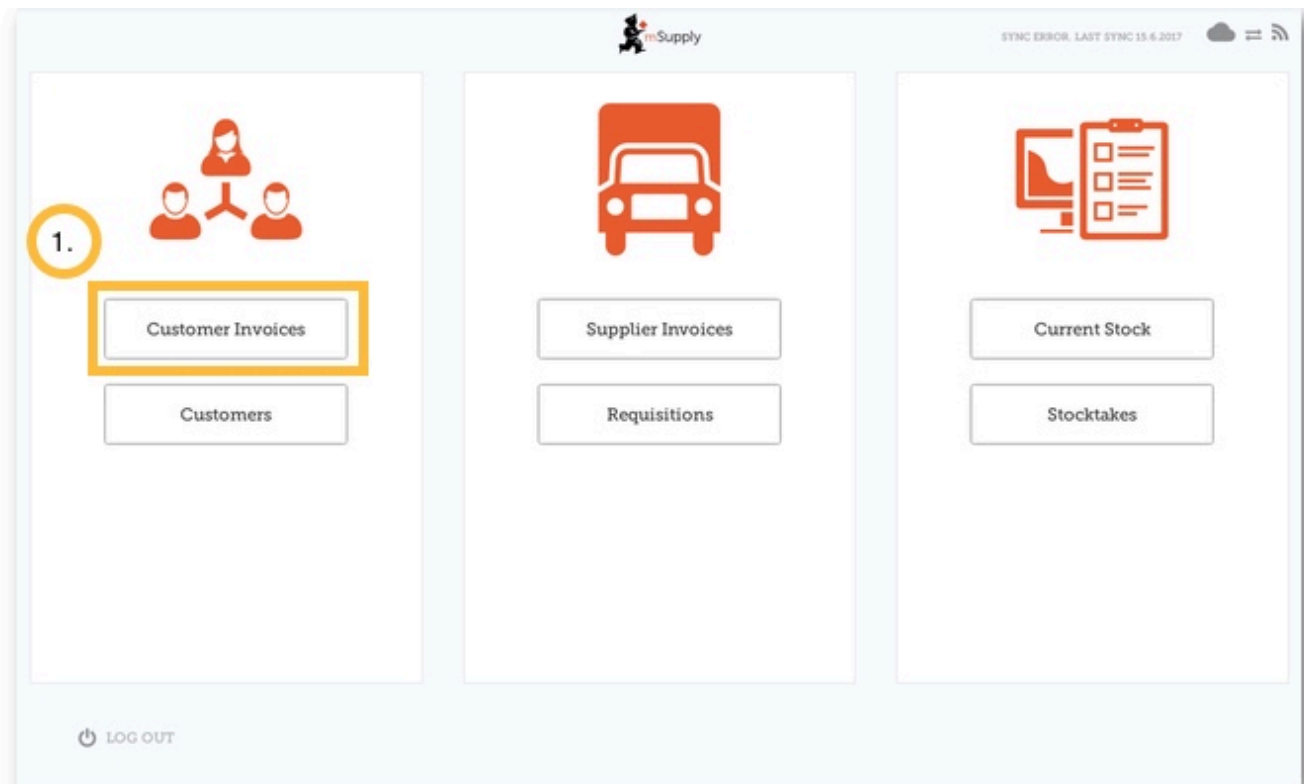 mSupply
SYNC ERROR. LAST SYNC 15.6.2017
1.
Customer Invoices
Customers
Supplier Invoices
Requisitions
Current Stock
Stocktakes
LOG OUT